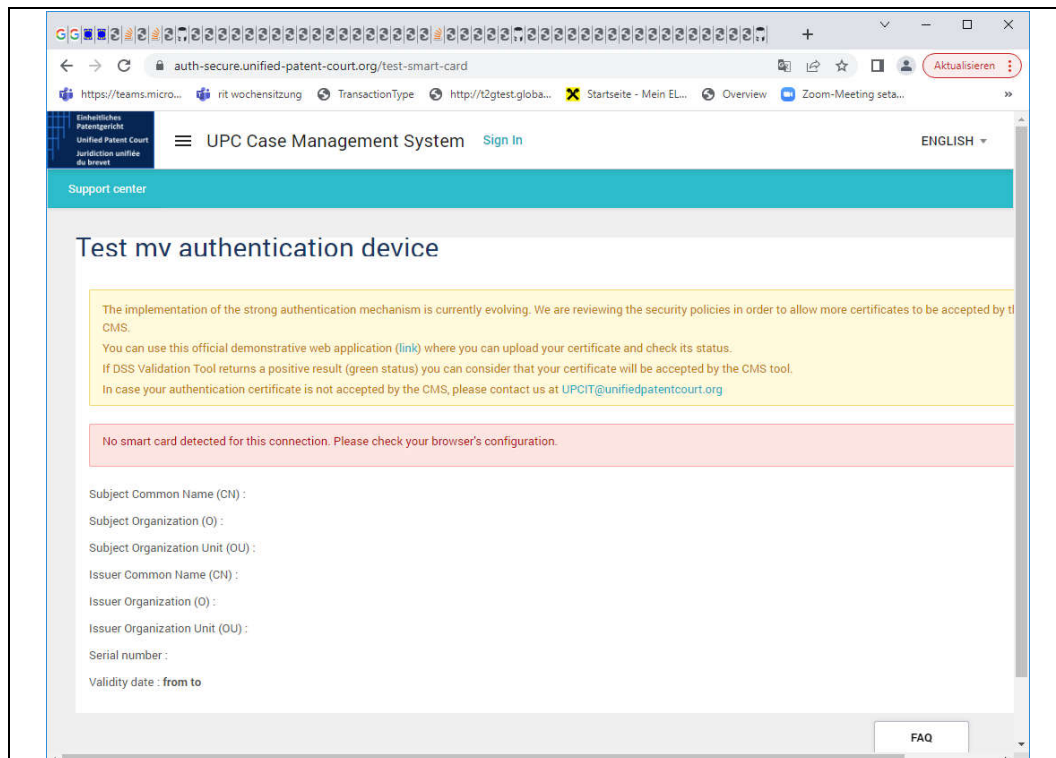 auth-secure.unified-patent-court.org/test-smart-card
Aktualisieren
https://teams.micro...
rit wochensitzung
TransactionType
http://t2gtest.globa...
Startseite - Mein EL...
Overview
Zoom-Meeting seta...
»
Einheitliches
Patentgericht
Unified Patent Court
Juridiction unifiée
du brevet
UPC Case Management System
Sign In
ENGLISH
Support center
Test my authentication device
The implementation of the strong authentication mechanism is currently evolving. We are reviewing the security policies in order to allow more certificates to be accepted by
CMS.
You can use this official demonstrative web application (link) where you can upload your certificate and check its status.
If DSS Validation Tool returns a positive result (green status) you can consider that your certificate will be accepted by the CMS tool.
In case your authentication certificate is not accepted by the CMS, please contact us at UPCIT@unifiedpatentcourt.org
No smart card detected for this connection. Please check your browser's configuration.
Subject Common Name (CN) :
Subject Organization (O) :
Subject Organization Unit (OU) :
Issuer Common Name (CN) :
Issuer Organization (O) :
Issuer Organization Unit (OU) :
Serial number :
Validity date : from to
FAQ